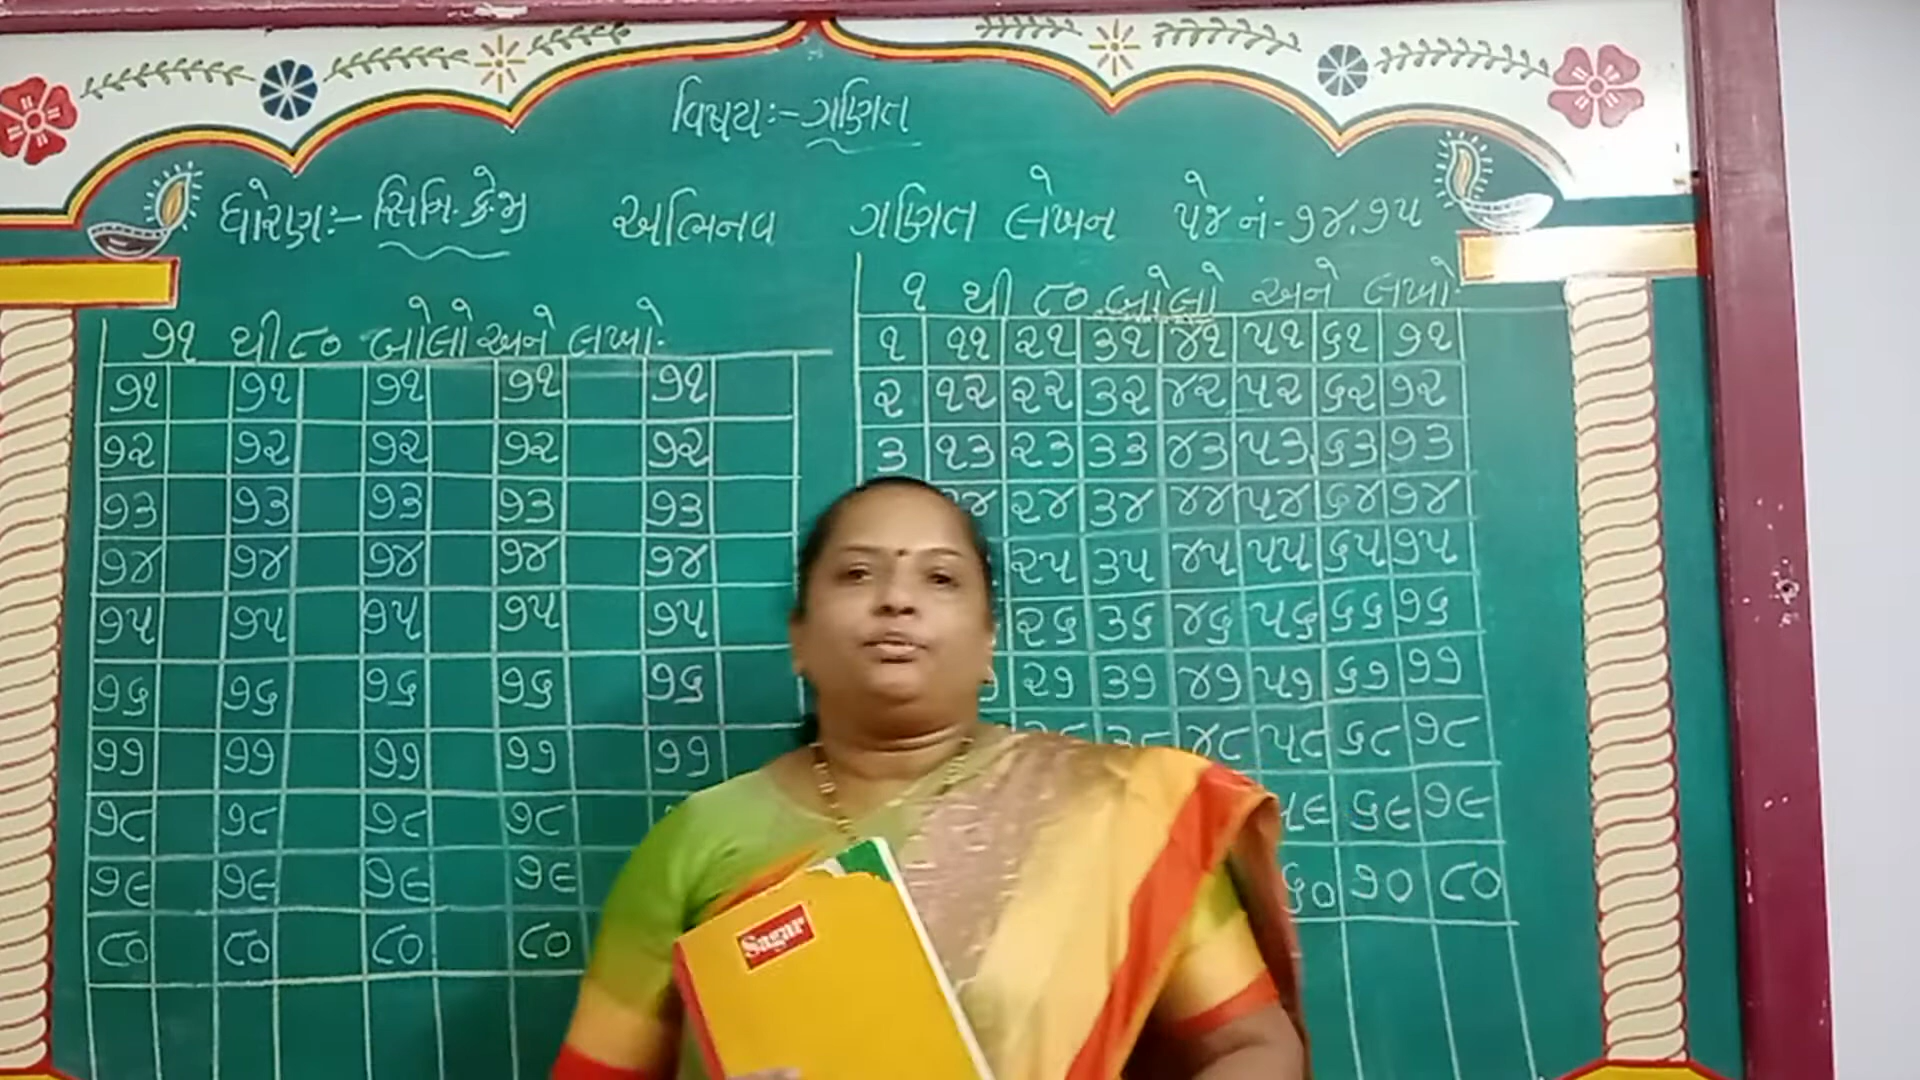 વિષય:- ગણિત
ધોરણ:- સિનિ. કે.જી અભિનવ ગણિત લેખન પેજ નં - ૭૪,૭૫
૭૧ થી ૮૦ બોલો અને લખો.
૭૧ ૭૧ ૭૧ ૭૧ ૭૧
૭૨ ૭૨ ૭૨ ૭૨ ૭૨
૭૩ ૭૩ ૭૩ ૭૩ ૭૩
૭૪ ૭૪ ૭૪ ૭૪ ૭૪
૭૫ ૭૫ ૭૫ ૭૫ ૭૫
૭૬ ૭૬ ૭૬ ૭૬ ૭૬
૭૭ ૭૭ ૭૭ ૭૭ ૭૭
૭૮ ૭૮ ૭૮ ૭૮
૭૯ ૭૯ ૭૯ ૭૯
૮૦ ૮૦ ૮૦ ૮૦
૧ થી ૮૦ બોલો અને લખો.
૧ ૧૧ ૨૧ ૩૧ ૪૧ ૫૧ ૬૧ ૭૧
૨ ૧૨ ૨૨ ૩૨ ૪૨ ૫૨ ૬૨ ૭૨
૩ ૧૩ ૨૩ ૩૩ ૪૩ ૫૩ ૬૩ ૭૩
૧૪ ૨૪ ૩૪ ૪૪ ૫૪ ૬૪ ૭૪
૨૫ ૩૫ ૪૫ ૫૫ ૬૫ ૭૫
૨૬ ૩૬ ૪૬ ૫૬ ૬૬ ૭૬
૨૭ ૩૭ ૪૭ ૫૭ ૬૭ ૭૭
૩૮ ૪૮ ૫૮ ૬૮ ૭૮
૫૯ ૬૯ ૭૯
૬૦ ૭૦ ૮૦
Sagar